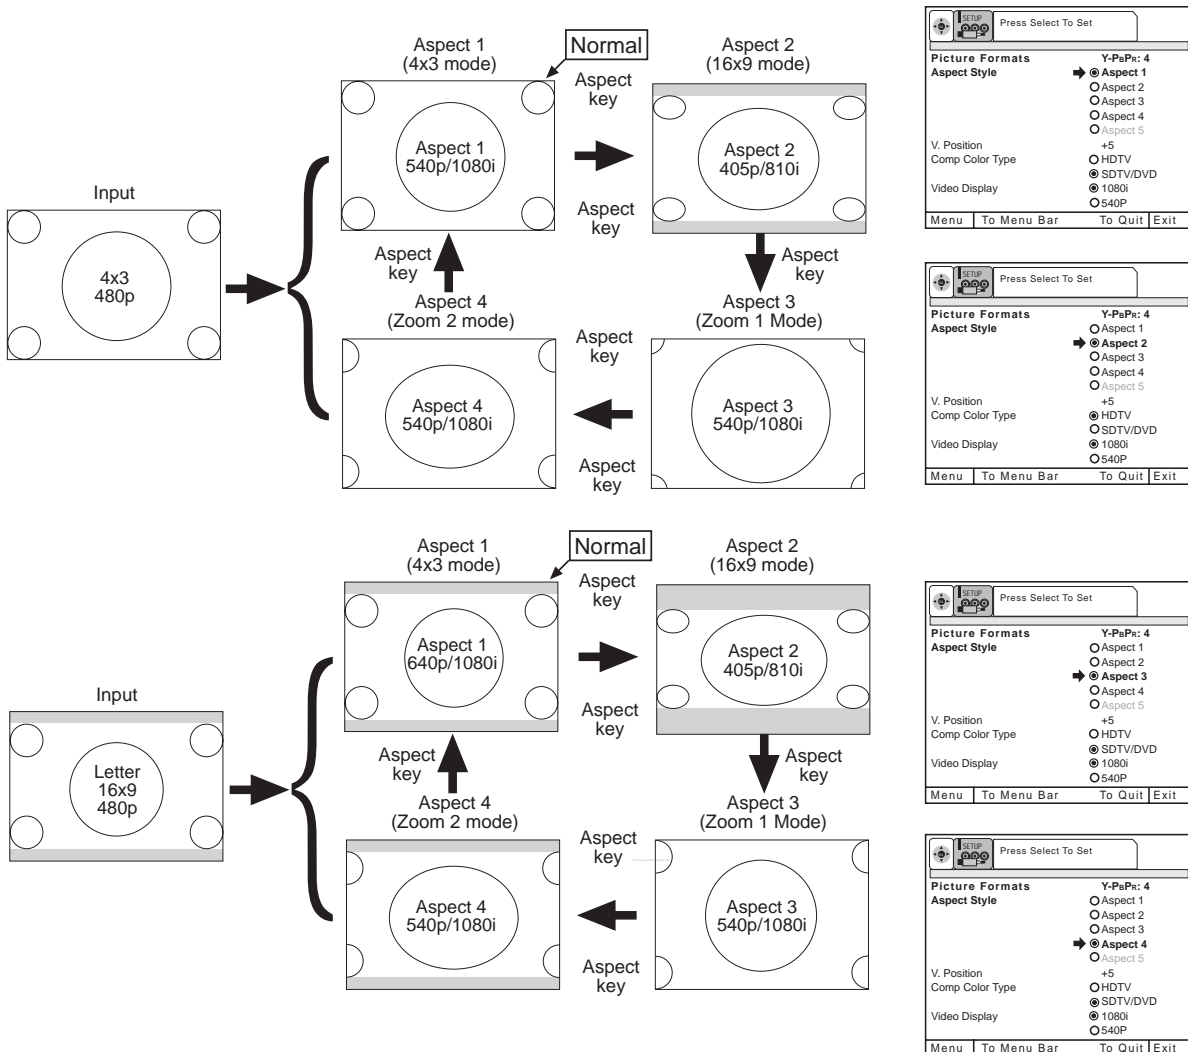 Aspect 1
(4x3 mode)
Normal
Aspect 2
(16x9 mode)
Aspect
key
Aspect 1
540p/1080i
Aspect 2
405p/810i
Input
4x3
480p
Aspect
key
Aspect
key
Aspect
key
Aspect 4
(Zoom 2 mode)
Aspect 3
(Zoom 1 Mode)
Aspect
key
Aspect 4
540p/1080i
Aspect 3
540p/1080i
Aspect
key
Aspect 1
(4x3 mode)
Normal
Aspect 2
(16x9 mode)
Aspect
key
Aspect 1
640p/1080i
Aspect 2
405p/810i
Input
Letter
16x9
480p
Aspect
key
Aspect
key
Aspect
key
Aspect 4
(Zoom 2 mode)
Aspect 3
(Zoom 1 Mode)
Aspect
key
Aspect 4
540p/1080i
Aspect 3
540p/1080i
Aspect
key
SETUP
Press Select To Set
Picture Formats Y-PBPR: 4
Aspect Style Aspect 1
Aspect 2
Aspect 3
Aspect 4
Aspect 5
V. Position +5
Comp Color Type HDTV
SDTV/DVD
Video Display 1080i
540P
Menu To Menu Bar To Quit Exit
SETUP
Press Select To Set
Picture Formats Y-PBPR: 4
Aspect Style Aspect 1
Aspect 2
Aspect 3
Aspect 4
Aspect 5
V. Position +5
Comp Color Type HDTV
SDTV/DVD
Video Display 1080i
540P
Menu To Menu Bar To Quit Exit
SETUP
Press Select To Set
Picture Formats Y-PBPR: 4
Aspect Style Aspect 1
Aspect 2
Aspect 3
Aspect 4
Aspect 5
V. Position +5
Comp Color Type HDTV
SDTV/DVD
Video Display 1080i
540P
Menu To Menu Bar To Quit Exit
SETUP
Press Select To Set
Picture Formats Y-PBPR: 4
Aspect Style Aspect 1
Aspect 2
Aspect 3
Aspect 4
Aspect 5
V. Position +5
Comp Color Type HDTV
SDTV/DVD
Video Display 1080i
540P
Menu To Menu Bar To Quit Exit